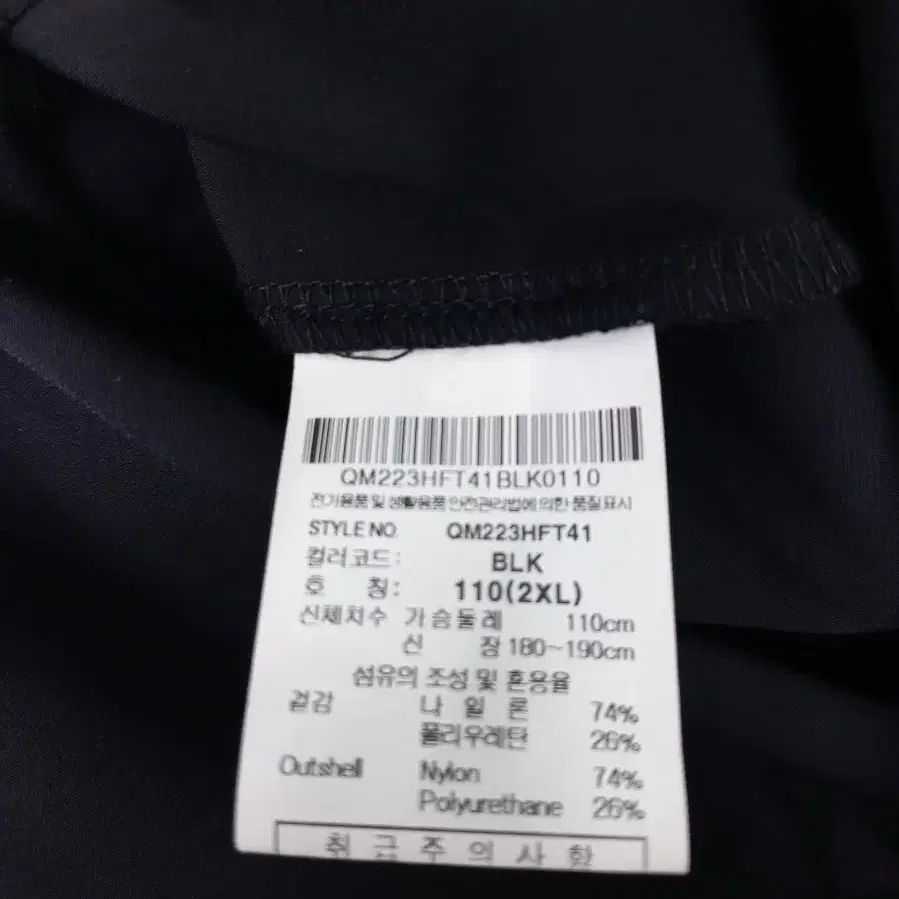 QM223HFT41BLK0110
전기용품 및 생활용품 안전관리법에 의한 품질표시
STYLE NO. QM223HFT41
컬러코드: BLK
호 칭: 110(2XL)
신체치수 가슴둘레 110cm
신 장 180~190cm
섬유의 조성 및 혼용율
겉감 나 일 론 74%
폴리우레탄 26%
Outshell Nylon 74%
Polyurethane 26%
취 급 주 의 사 항